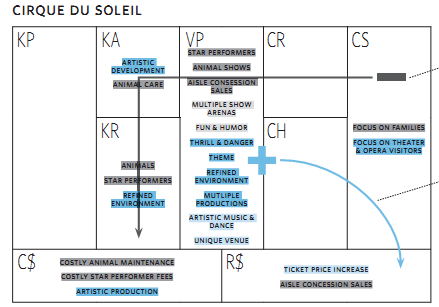 CIRQUE DU SOLEIL
KP
KA
ARTISTIC
DEVELOPMENT
ANIMAL CARE
KR
ANIMALS
STAR PERFORMERS
REFINED
ENVIRONMENT
VP
STAR PERFORMERS
ANIMAL SHOWS
AISLE CONSESSION
SALES
MULTIPLE SHOW
ARENAS
FUN & HUMOR
THRILL & DANGER
THEME
REFINED
ENVIRONMENT
MUTLIPLE
PRODUCTIONS
ARTISTIC MUSIC &
DANCE
UNIQUE VENUE
CR
CH
CS
FOCUS ON FAMILIES
FOCUS ON THEATER
& OPERA VISITORS
C$
COSTLY ANIMAL MAINTENANCE
COSTLY STAR PERFORMER FEES
ARTISTIC PRODUCTION
R$
TICKET PRICE INCREASE
AISLE CONCESSION SALES